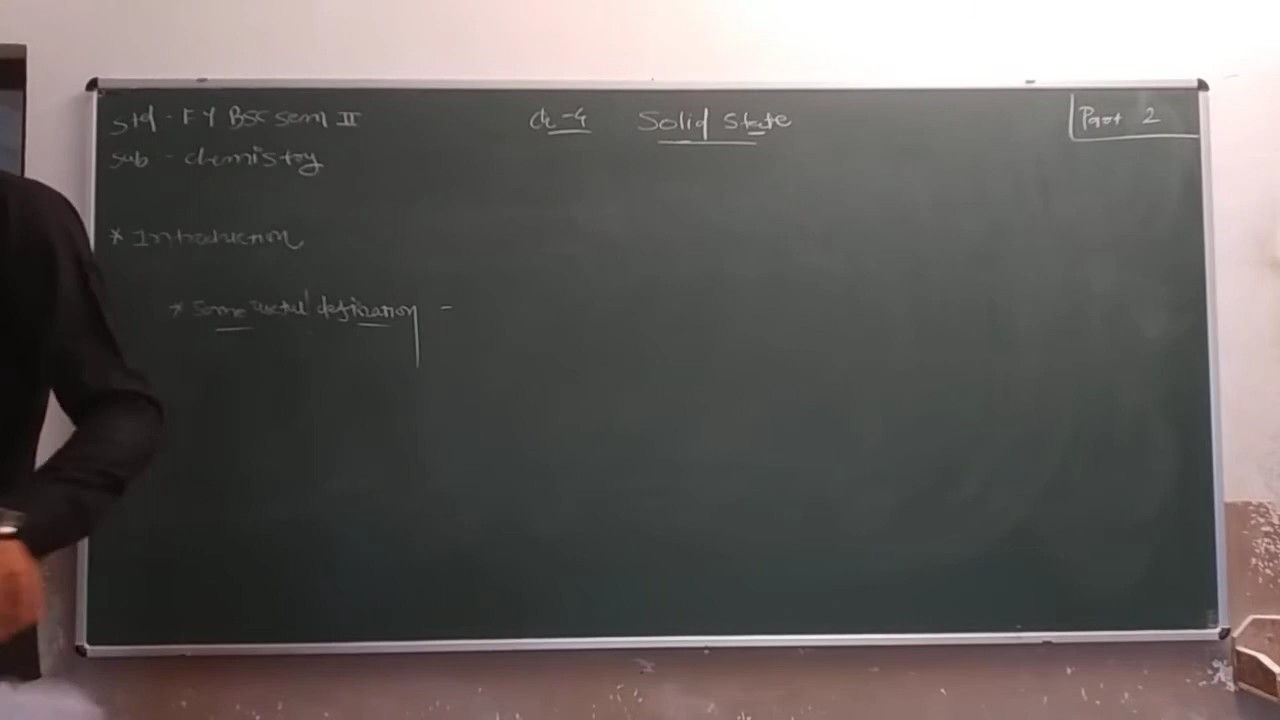 Std - F Y BSC Sem II
Ch-4 Solid State
Part 2
Sub - chemistry
* Introduction
* Some useful defination -